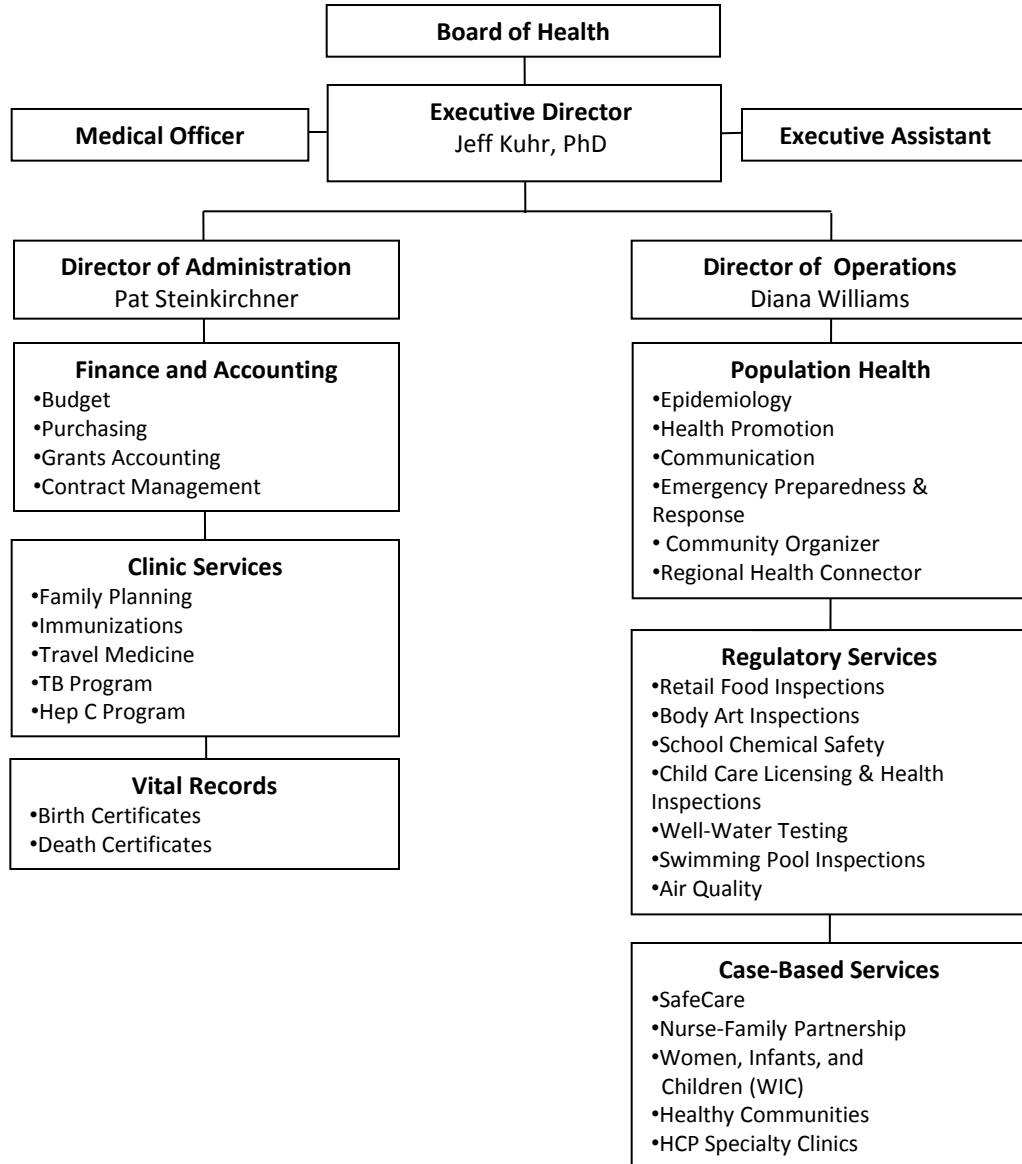 Board of Health
Executive Director
Jeff Kuhr, PhD
Medical Officer
Executive Assistant
Director of Administration
Pat Steinkirchner
Finance and Accounting
•Budget
•Purchasing
•Grants Accounting
•Contract Management
Clinic Services
•Family Planning
•Immunizations
•Travel Medicine
•TB Program
•Hep C Program
Vital Records
•Birth Certificates
•Death Certificates
Director of Operations
Diana Williams
Population Health
•Epidemiology
•Health Promotion
•Communication
•Emergency Preparedness &
Response
• Community Organizer
•Regional Health Connector
Regulatory Services
•Retail Food Inspections
•Body Art Inspections
•School Chemical Safety
•Child Care Licensing & Health
Inspections
•Well-Water Testing
•Swimming Pool Inspections
•Air Quality
Case-Based Services
•SafeCare
•Nurse-Family Partnership
•Women, Infants, and
Children (WIC)
•Healthy Communities
•HCP Specialty Clinics